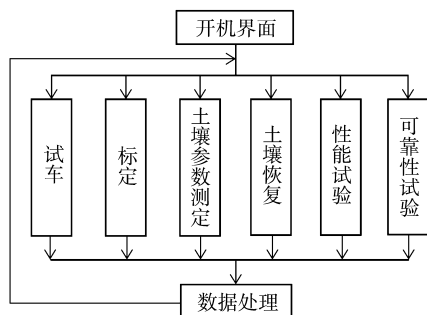 开机界面
试车
标定
土壤参数测定
土壤恢复
性能试验
可靠性试验
数据处理